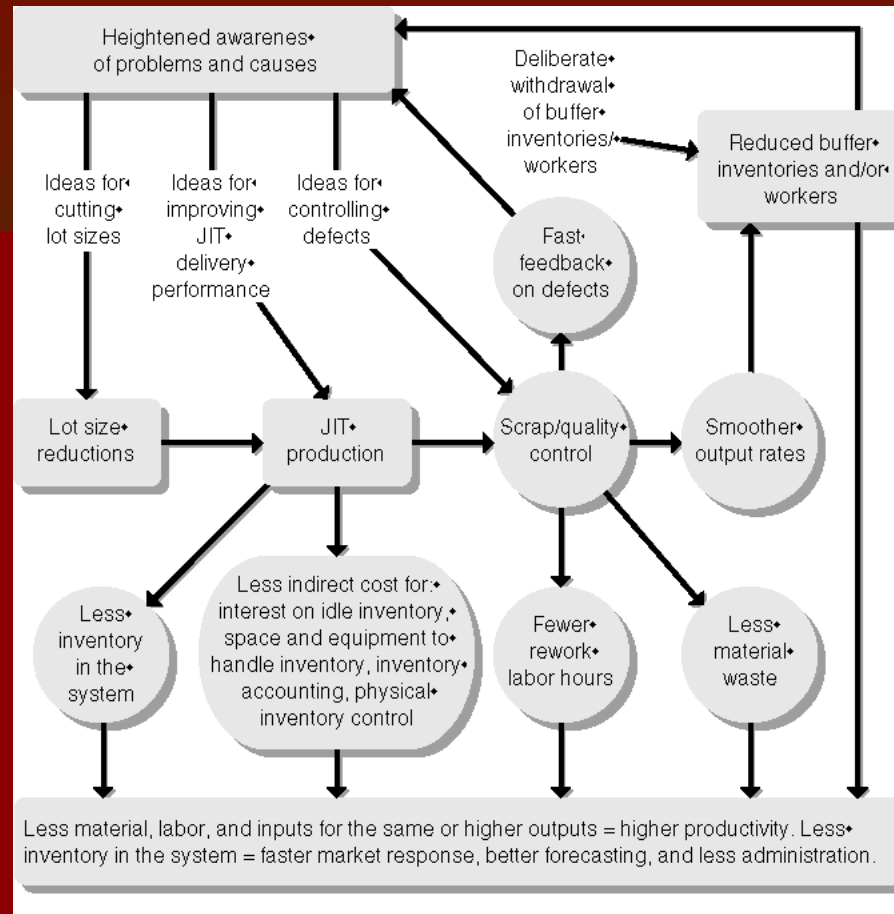 Heightened awarenes
of problems and causes
Deliberate
withdrawal
of buffer
inventories/
workers
Reduced buffer
inventories and/or
workers
Ideas for
cutting
lot sizes
Ideas for
improving
JIT
delivery
performance
Ideas for
controlling
defects
Fast
feedback
on defects
Lot size
reductions
JIT
production
Scrap/quality
control
Smoother
output rates
Less
inventory
in the
system
Less indirect cost for:
interest on idle inventory,
space and equipment to
handle inventory, inventory
accounting, physical
inventory control
Fewer
rework
labor hours
Less
material
waste
Less material, labor, and inputs for the same or higher outputs = higher productivity. Less
inventory in the system = faster market response, better forecasting, and less administration.